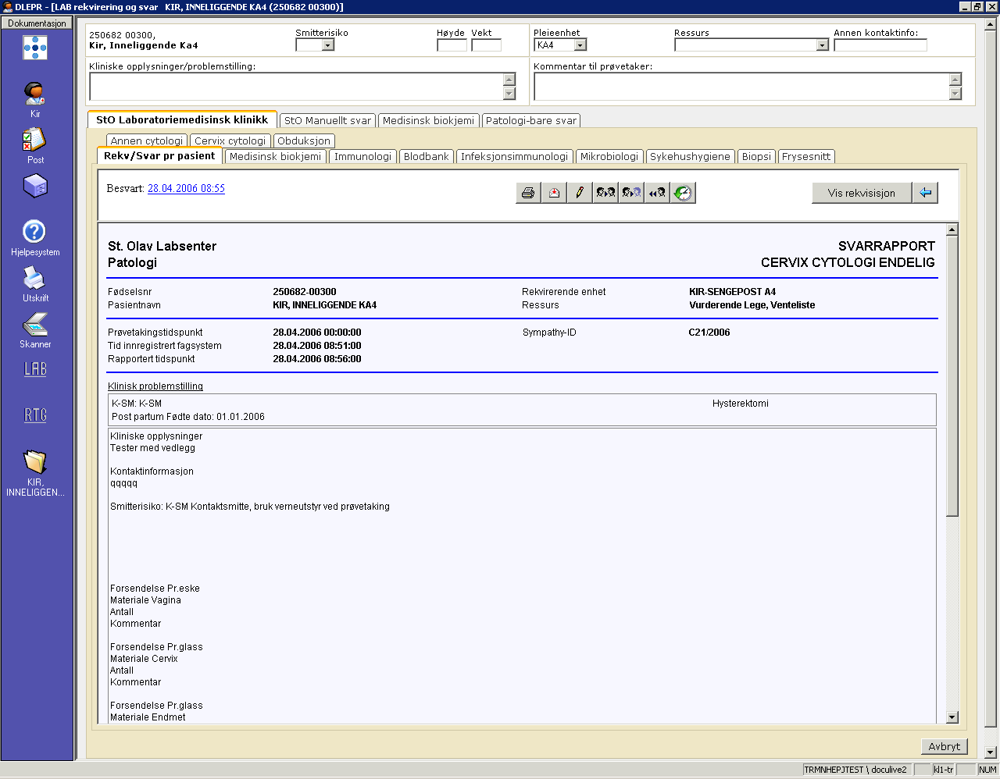 DLEPR - [LAB rekvirering og svar   KIR, INNELIGGENDE KA4 (250682 00300)]
Dokumentasjon
Kir
Post
Hjelpesystem
Utskrift
Skanner
LAB
RTG
KIR,
INNELIGGEN...
250682 00300,
Kir, Inneliggende Ka4
Smitterisiko
Høyde Vekt
Pleieenhet
KA4
Ressurs
Annen kontaktinfo:
Kliniske opplysninger/problemstilling:
Kommentar til prøvetaker:
StO Laboratoriemedisinsk klinikk StO Manuellt svar Medisinsk biokjemi Patologi-bare svar
Annen cytologi Cervix cytologi Obduksjon
Rekv/Svar pr pasient Medisinsk biokjemi Immunologi Blodbank Infeksjonsimmunologi Mikrobiologi Sykehushygiene Biopsi Frysesnitt
Besvart: 28.04.2006 08:55
Vis rekvisisjon
St. Olav Labsenter SVARRAPPORT
Patologi CERVIX CYTOLOGI ENDELIG
Fødselsnr 250682-00300 Rekvirerende enhet KIR-SENGEPOST A4
Pasientnavn KIR, INNELIGGENDE KA4 Ressurs Vurderende Lege, Venteliste
Prøvetakingstidspunkt 28.04.2006 00:00:00 Sympathy-ID C21/2006
Tid innregistrert fagsystem 28.04.2006 08:51:00
Rapportert tidspunkt 28.04.2006 08:56:00
Klinisk problemstilling
K-SM: K-SM Hysterektomi
Post partum Fødte dato: 01.01.2006
Kliniske opplysninger
Tester med vedlegg
Kontaktinformasjon
qqqqq
Smitterisiko: K-SM Kontaktsmitte, bruk verneutstyr ved prøvetaking
Forsendelse Pr.eske
Materiale Vagina
Antall
Kommentar
Forsendelse Pr.glass
Materiale Cervix
Antall
Kommentar
Forsendelse Pr.glass
Materiale Endmet
Avbryt
TRMNHEPJTEST \ doculive2 kl1-tr NUM